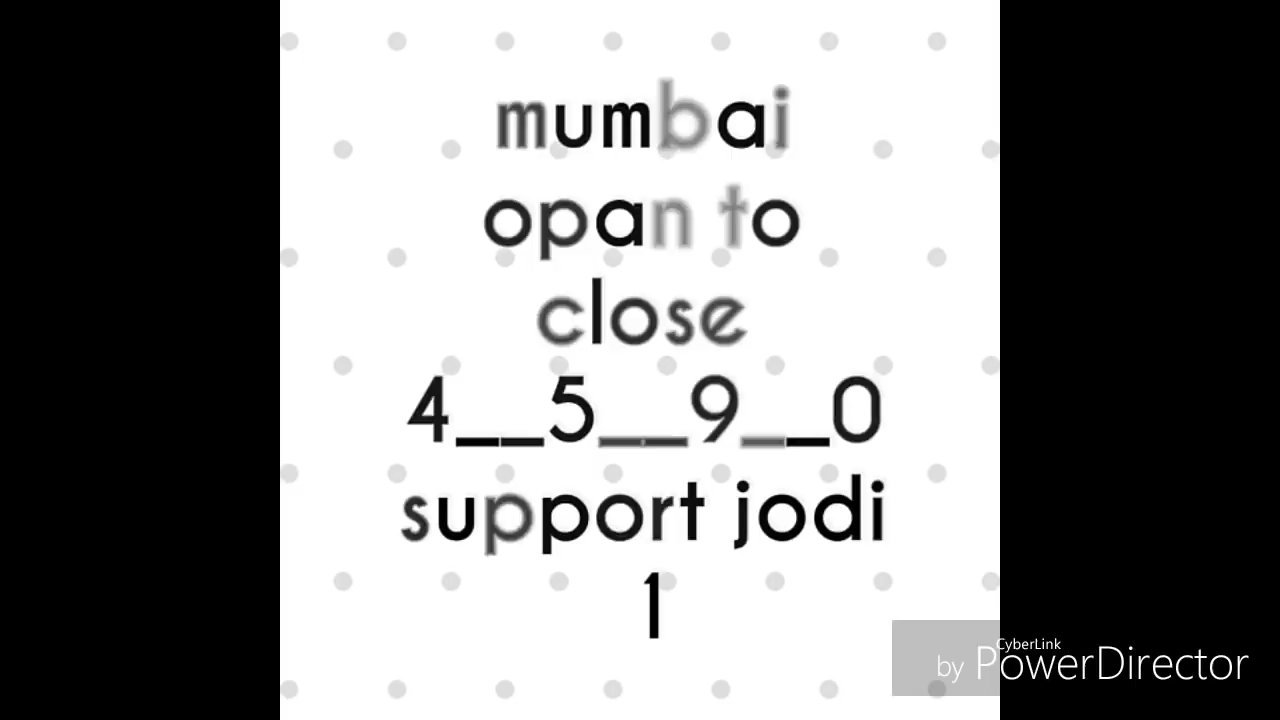 mumbai
opan to
close
4__5__9__0
support jodi
1
CyberLink
by PowerDirector